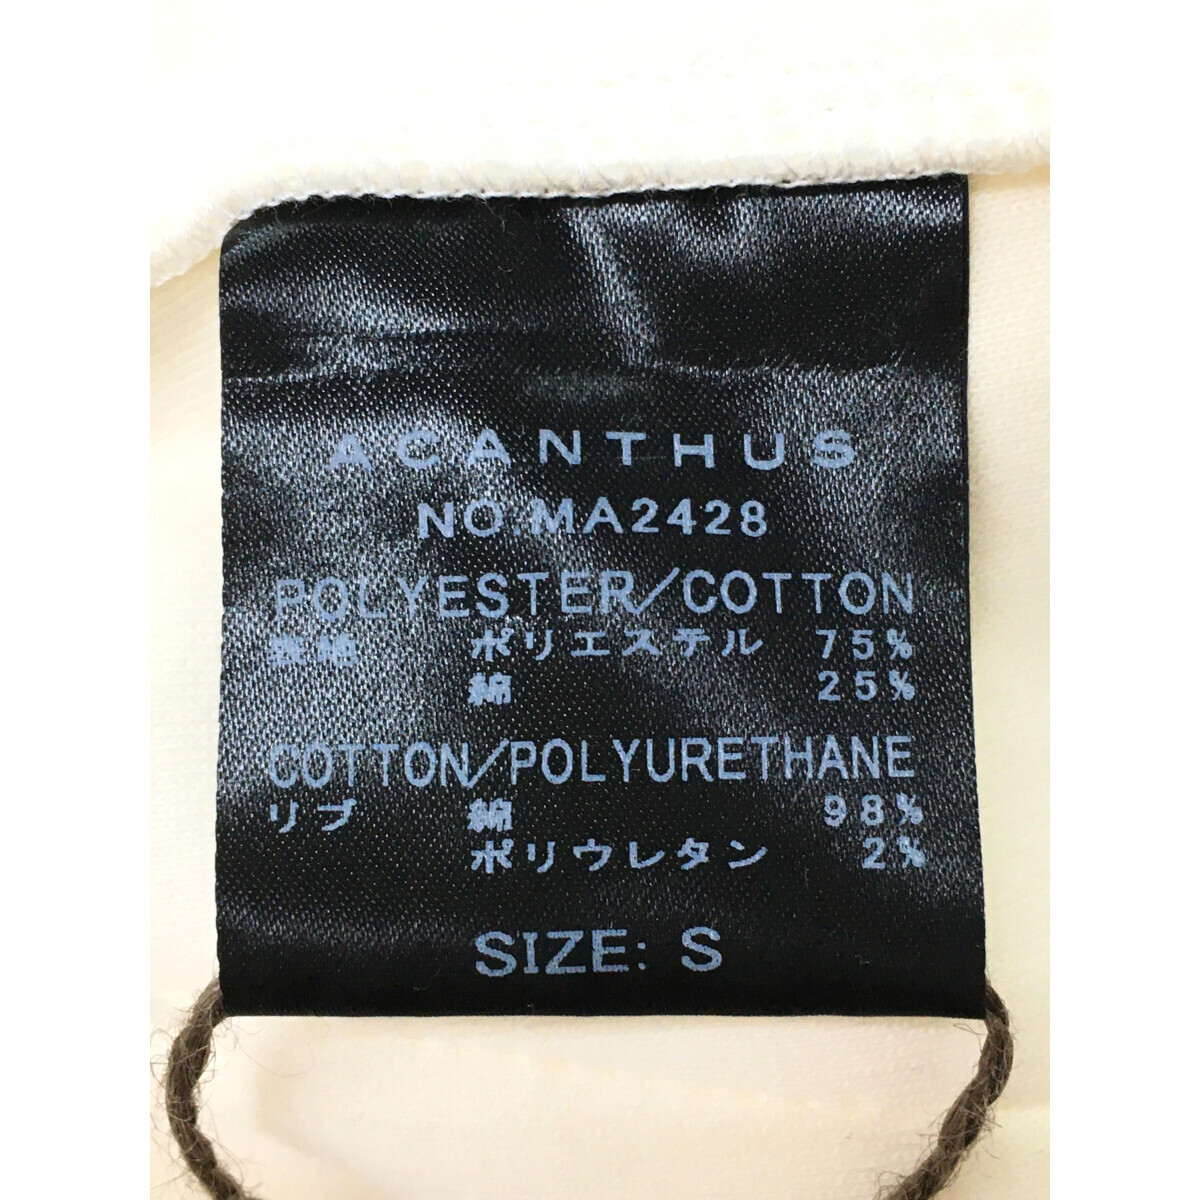 ACANTHUS
NO.MA2428
POLYESTER/COTTON
ポリエステル 75%
綿 25%
COTTON/POLYURETHANE
リブ 綿 98%
ポリウレタン 2%
SIZE: S